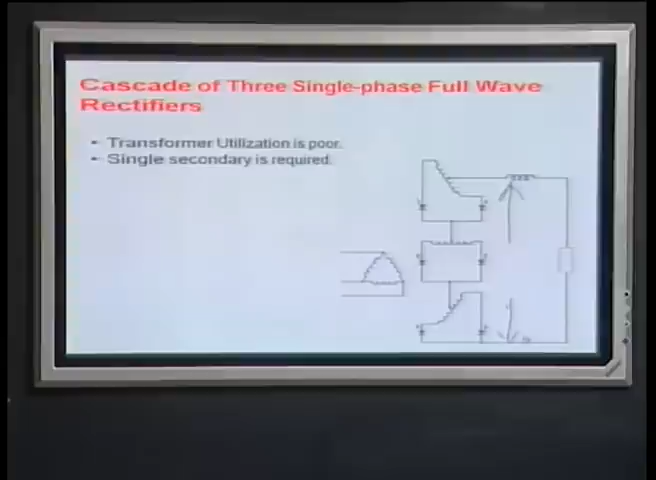 Cascade of Three Single-phase Full Wave
Rectifiers
• Transformer Utilization is poor.
• Single secondary is required.